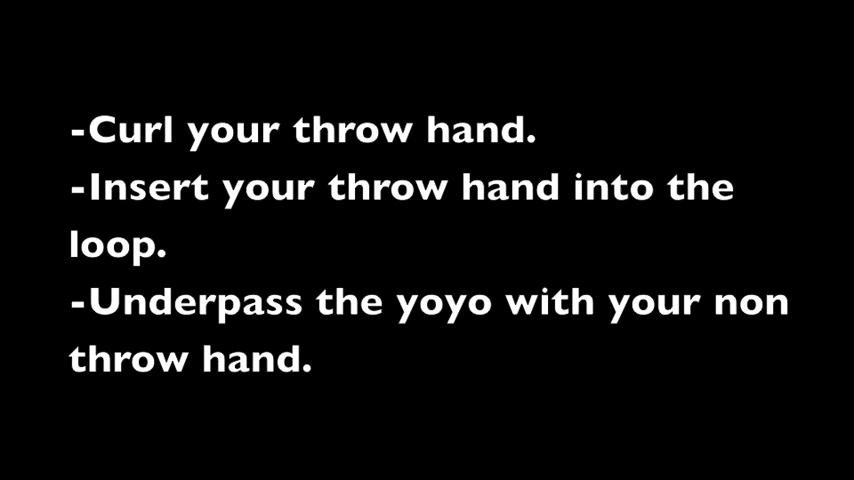 -Curl your throw hand.
-Insert your throw hand into the
loop.
-Underpass the yoyo with your non
throw hand.